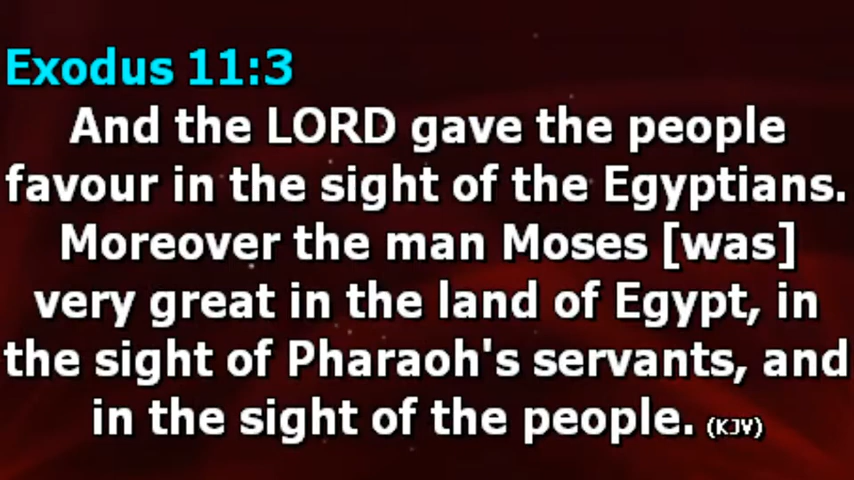 Exodus 11:3
And the LORD gave the people
favour in the sight of the Egyptians.
Moreover the man Moses [was]
very great in the land of Egypt, in
the sight of Pharaoh's servants, and
in the sight of the people. (KJV)